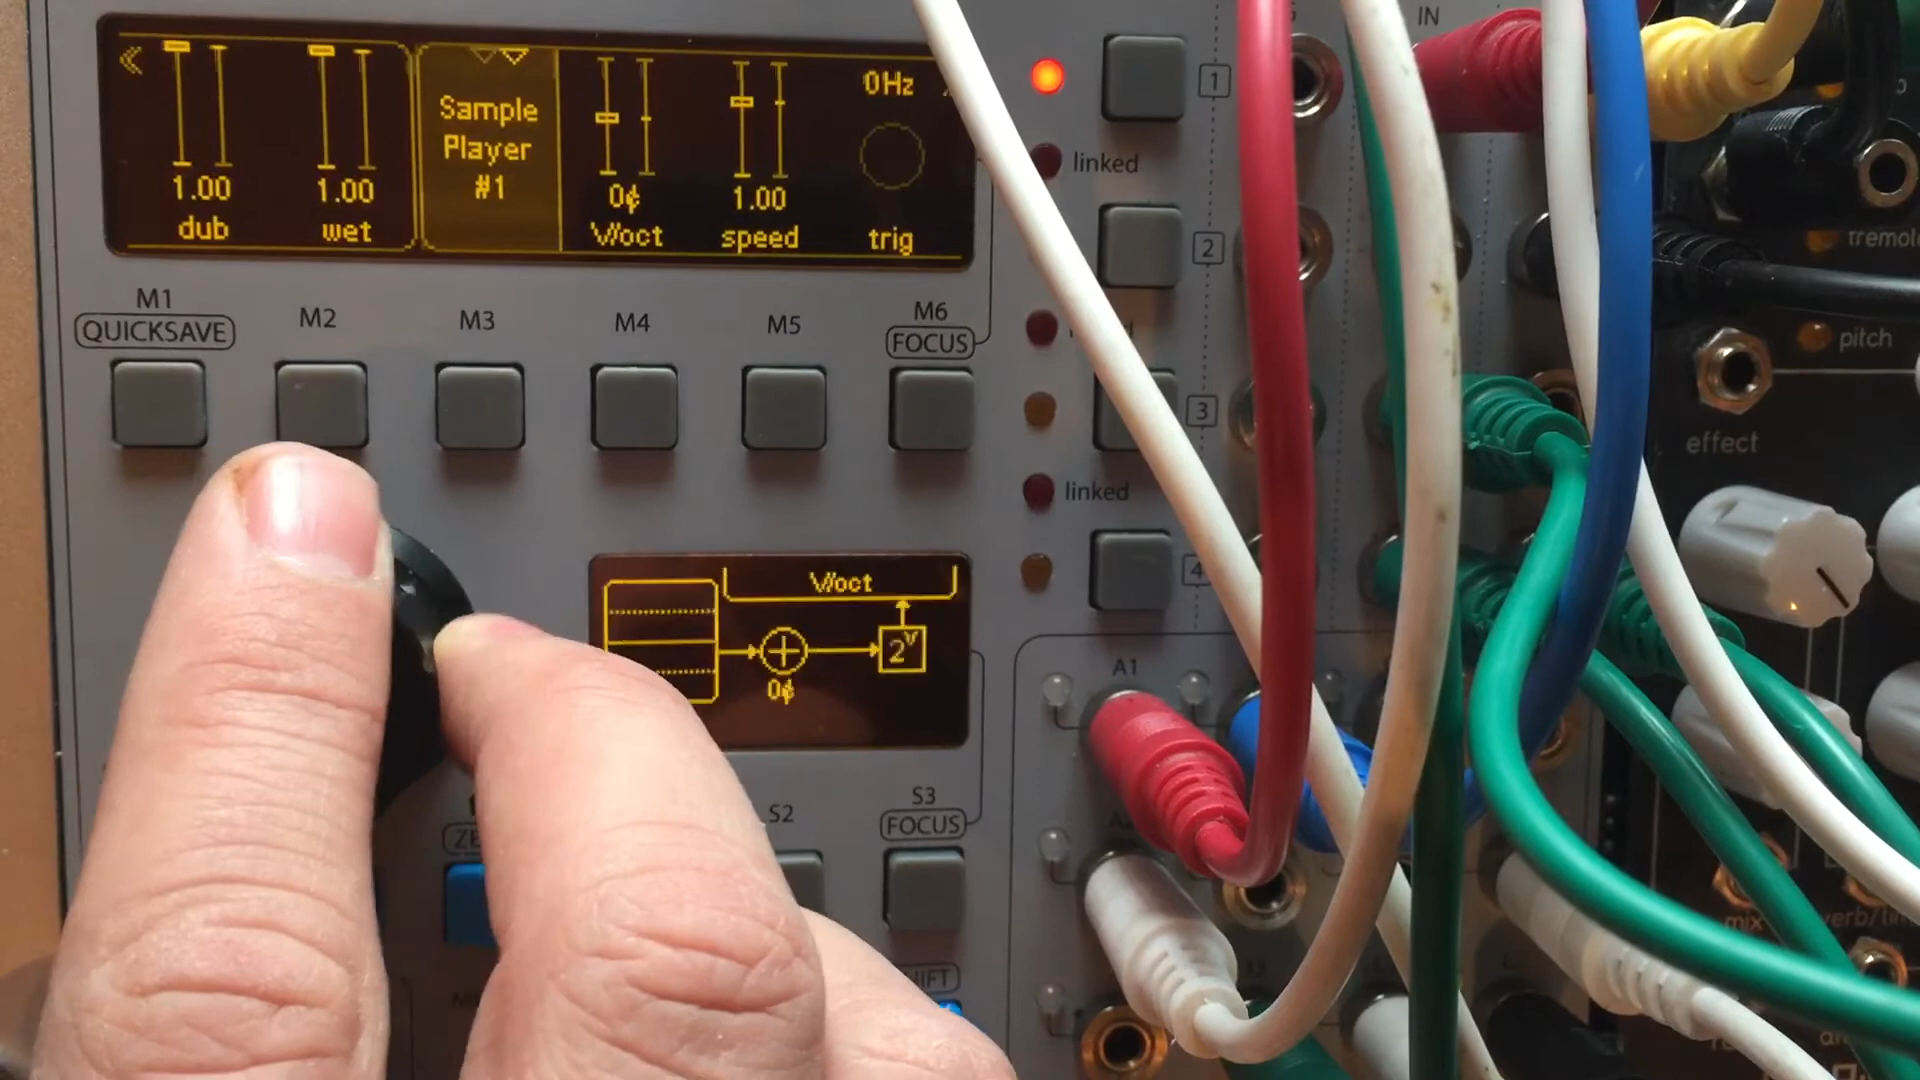 IN
«
Sample
Player
#1
0Hz
1.00
1.00
0¢
1.00
dub
wet
V/oct
speed
trig
1
linked
2
3
linked
4
M1
QUICKSAVE
M2
M3
M4
M5
M6
FOCUS
pitch
effect
V/oct
2V
0¢
A1
S2
S3
FOCUS
mix